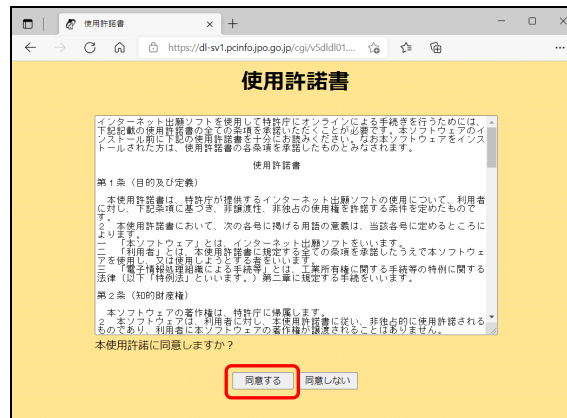 使用許諾書
https://dl-sv1.pcinfo.jpo.go.jp/cgi/v5dldl01....
使用許諾書
インターネット出願ソフトを使用して特許庁にオンラインによる手続きを行うためには、
下記記載の使用許諾書の全ての条項を承諾いただくことが必要です。本ソフトウェアのイ
ンストール前に下記の使用許諾書を十分にお読みください。なお本ソフトウェアをインス
トールされた方は、使用許諾書の各条項を承諾したものとみなされます。
使用許諾書
第1条（目的及び定義）
本使用許諾書は、特許庁が提供するインターネット出願ソフトの使用について、利用者
に対し、下記条項に基づき、非譲渡性、非独占の使用権を許諾する条件を定めたもので
す。
2 本使用許諾書において、次の各号に掲げる用語の意義は、当該各号に定めるところに
よります。
一 「本ソフトウェア」とは、インターネット出願ソフトをいいます。
二 「利用者」とは、本使用許諾書に規定する全ての条項を承諾したうえで本ソフトウェ
アを使用し、又は使用しようとする者をいいます。
三 「電子情報処理組織による手続等」とは、工業所有権に関する手続等の特例に関する
法律（以下「特例法」といいます。）第二章に規定する手続をいいます。
第2条（知的財産権）
本ソフトウェアの著作権は、特許庁に帰属します。
2 本ソフトウェアは、利用者に対し、本使用許諾書に従い、非独占的に使用許諾される
ものであり、利用者に本ソフトウェアの著作権が譲渡されることはありません。
本使用許諾に同意しますか？
同意する 同意しない